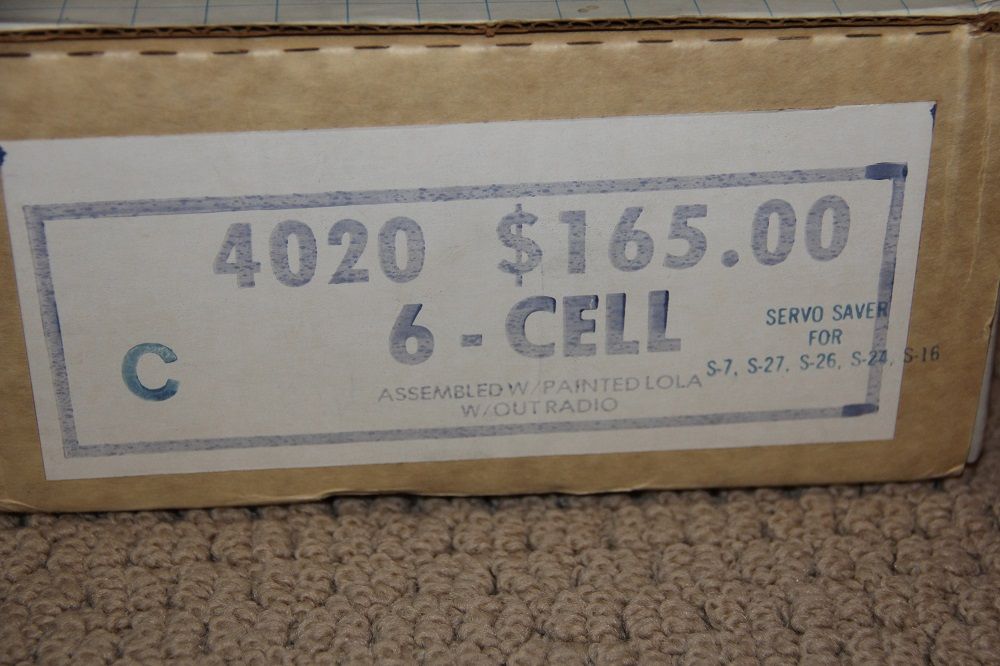 4020 $165.00
6 - CELL
C
ASSEMBLED W/PAINTED LOLA
W/OUT RADIO
SERVO SAVER
FOR
S-7, S-27, S-26, S-24, S-16